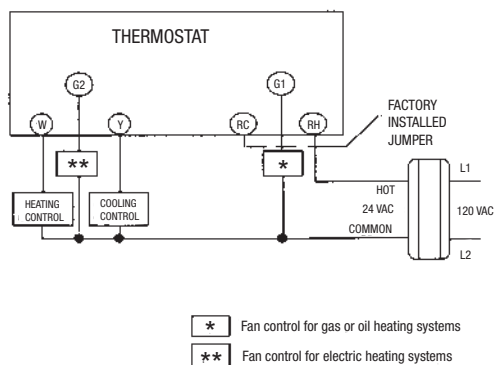 THERMOSTAT
G2
G1
W
Y
RC
RH
FACTORY
INSTALLED
JUMPER
**
*
L1
HOT
HEATING
CONTROL
COOLING
CONTROL
24 VAC
120 VAC
COMMON
L2
* Fan control for gas or oil heating systems
** Fan control for electric heating systems